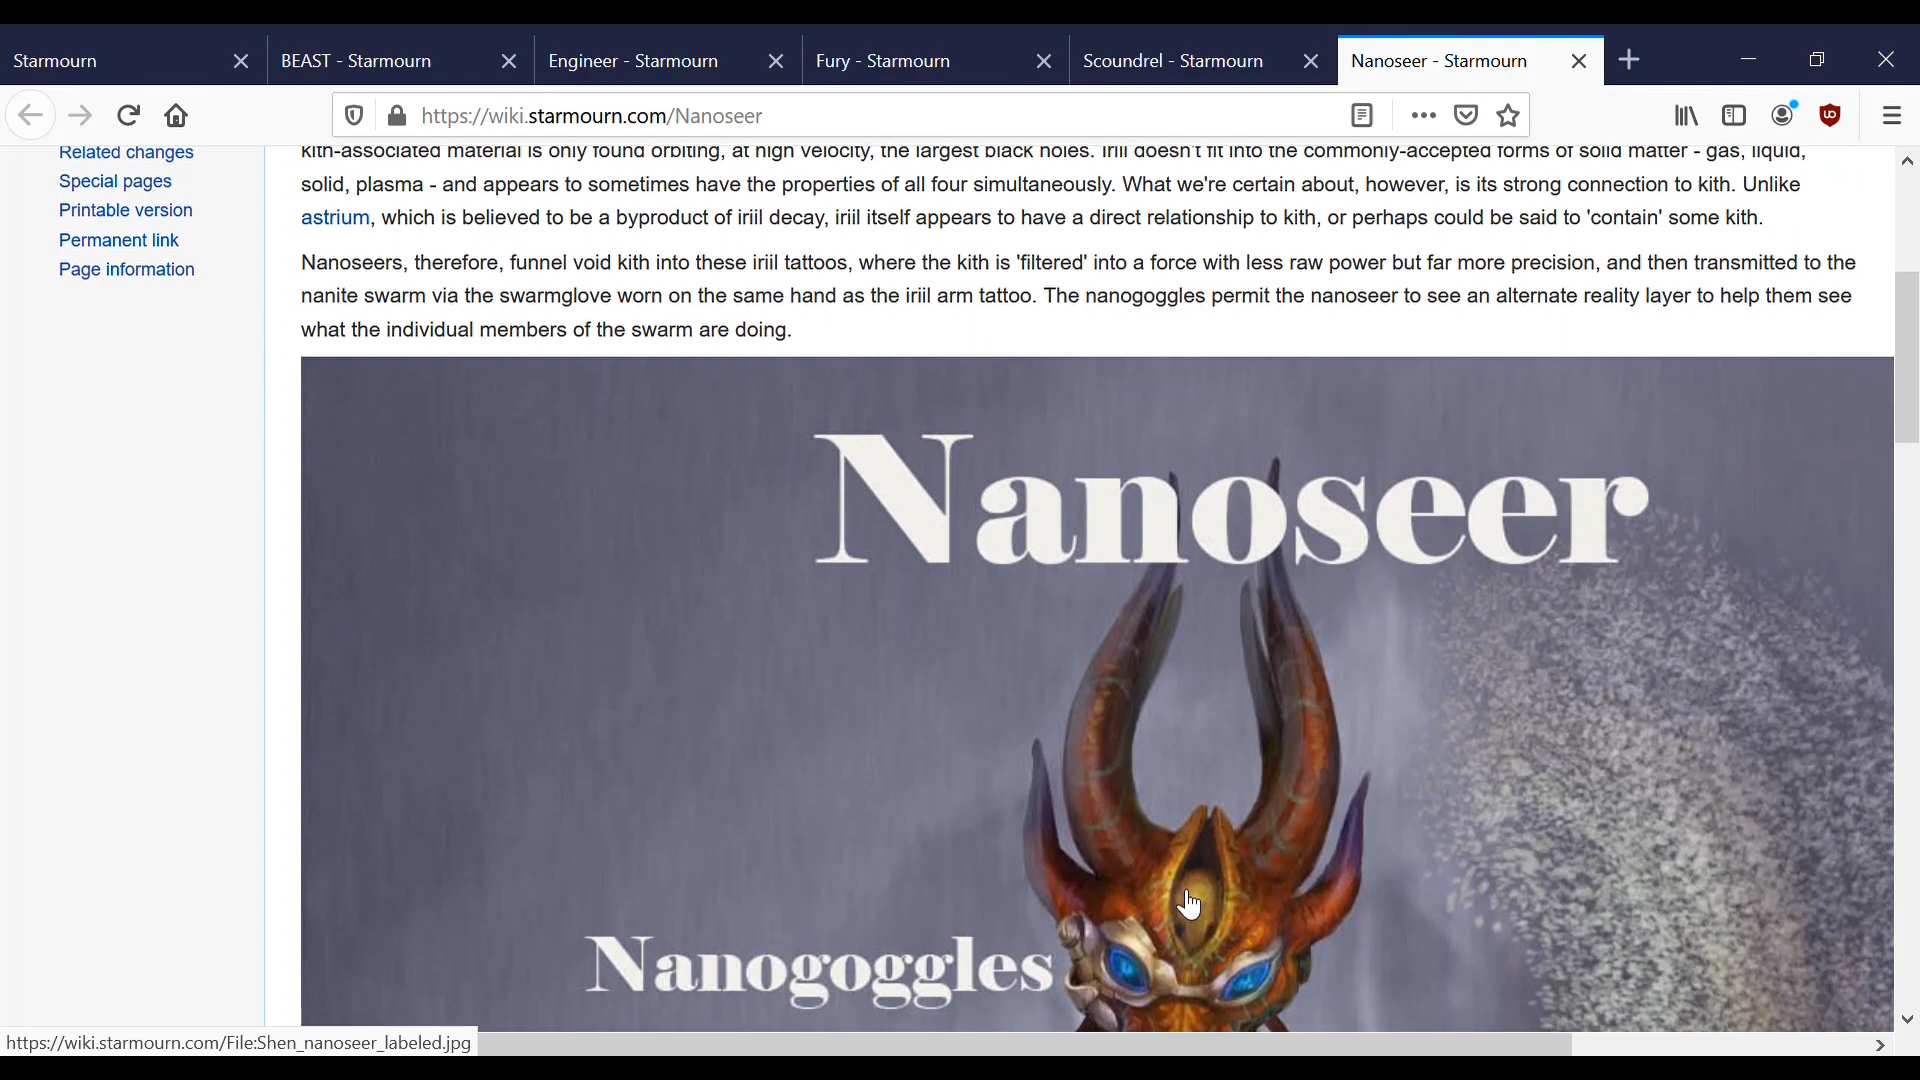 Starmourn
BEAST - Starmourn
Engineer - Starmourn
Fury - Starmourn
Scoundrel - Starmourn
Nanoseer - Starmourn
https://wiki.starmourn.com/Nanoseer
Related changes
Special pages
Printable version
Permanent link
Page information
kith-associated material is only found orbiting, at high velocity, the largest black holes. Iriil doesn't fit into the commonly-accepted forms of solid matter - gas, liquid,
solid, plasma - and appears to sometimes have the properties of all four simultaneously. What we're certain about, however, is its strong connection to kith. Unlike
astrium, which is believed to be a byproduct of iriil decay, iriil itself appears to have a direct relationship to kith, or perhaps could be said to 'contain' some kith.
Nanoseers, therefore, funnel void kith into these iriil tattoos, where the kith is 'filtered' into a force with less raw power but far more precision, and then transmitted to the
nanite swarm via the swarmglove worn on the same hand as the iriil arm tattoo. The nanogoggles permit the nanoseer to see an alternate reality layer to help them see
what the individual members of the swarm are doing.
Nanoseer
Nanogoggles
https://wiki.starmourn.com/File:Shen_nanoseer_labeled.jpg